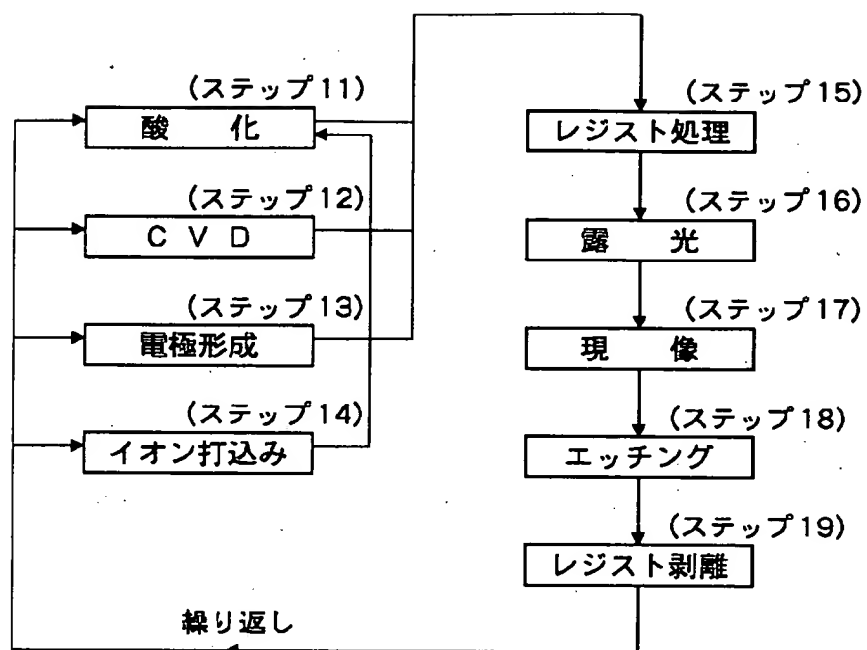 (ステップ11)
酸 化
(ステップ12)
C V D
(ステップ13)
電極形成
(ステップ14)
イオン打込み
(ステップ15)
レジスト処理
(ステップ16)
露 光
(ステップ17)
現 像
(ステップ18)
エッチング
(ステップ19)
レジスト剥離
繰り返し